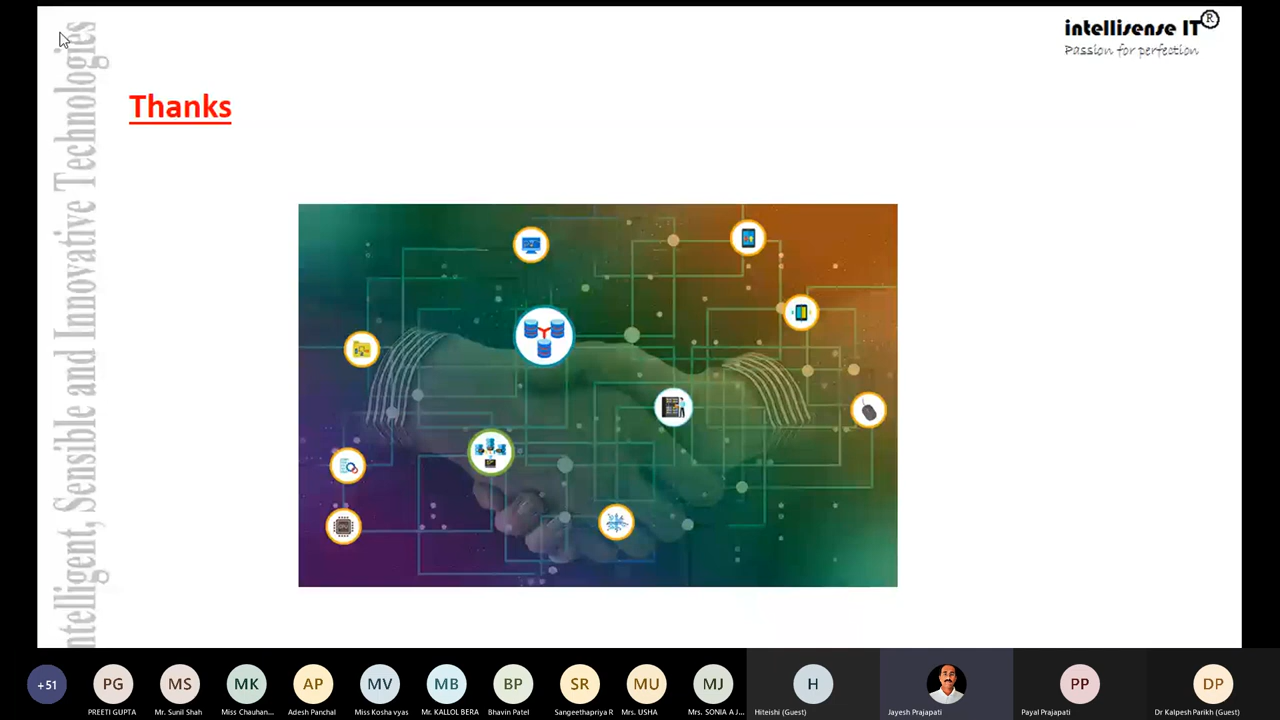 intellisense IT®
Passion for perfection
Intelligent, Sensible and Innovative Technologies
Thanks
+51
PG
MS
MK
AP
MV
MB
BP
SR
MU
MJ
H
PP
DP
PREETI GUPTA
Mr. Sunil Shah
Miss Chauhan...
Adesh Panchal
Miss Kosha vyas
Mr. KALLOL BERA
Bhavin Patel
Sangeethapriya R
Mrs. USHA
Mrs. SONIA A J...
Hiteishi (Guest)
Jayesh Prajapati
Payal Prajapati
Dr Kalpesh Parikh (Guest)